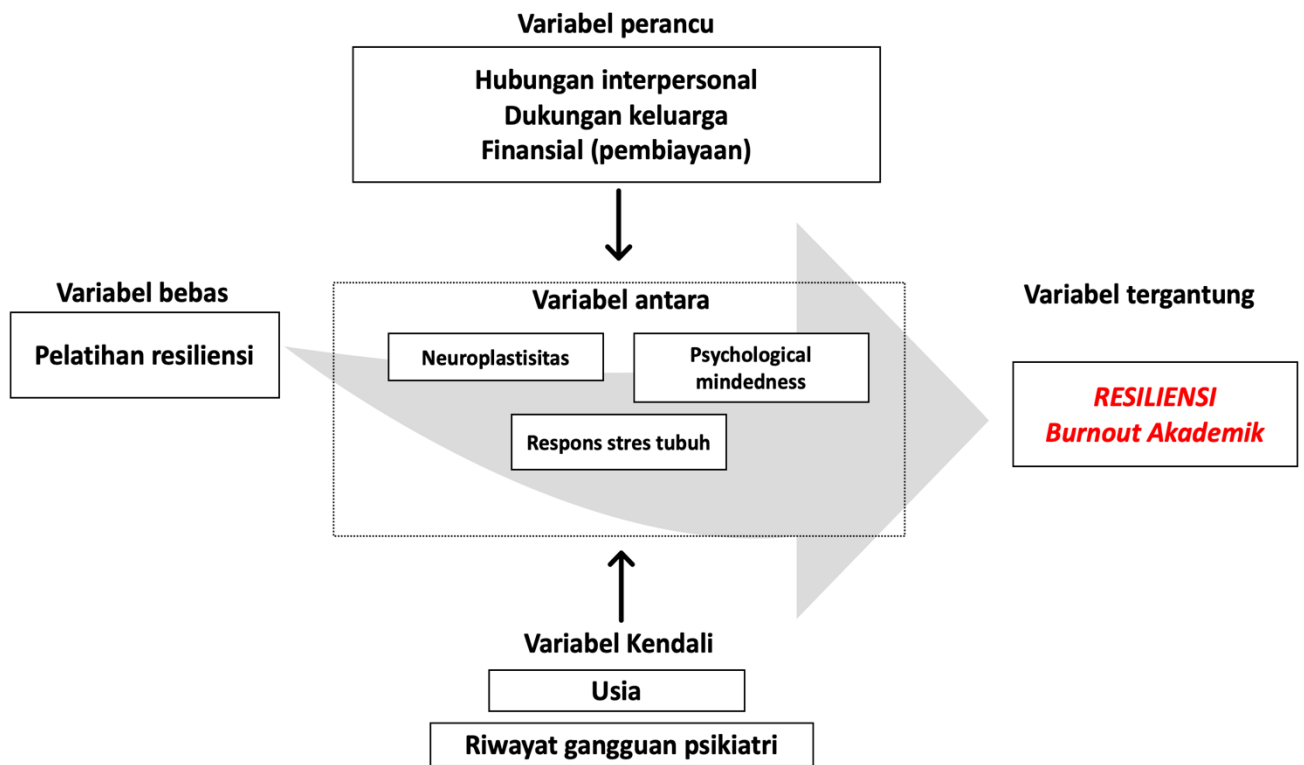 Variabel perancu
Hubungan interpersonal
Dukungan keluarga
Finansial (pembiayaan)
Variabel bebas
Pelatihan resiliensi
Variabel antara
Neuroplastisitas
Psychological
mindedness
Respons stres tubuh
Variabel tergantung
RESILIENSI
Burnout Akademik
Variabel Kendali
Usia
Riwayat gangguan psikiatri